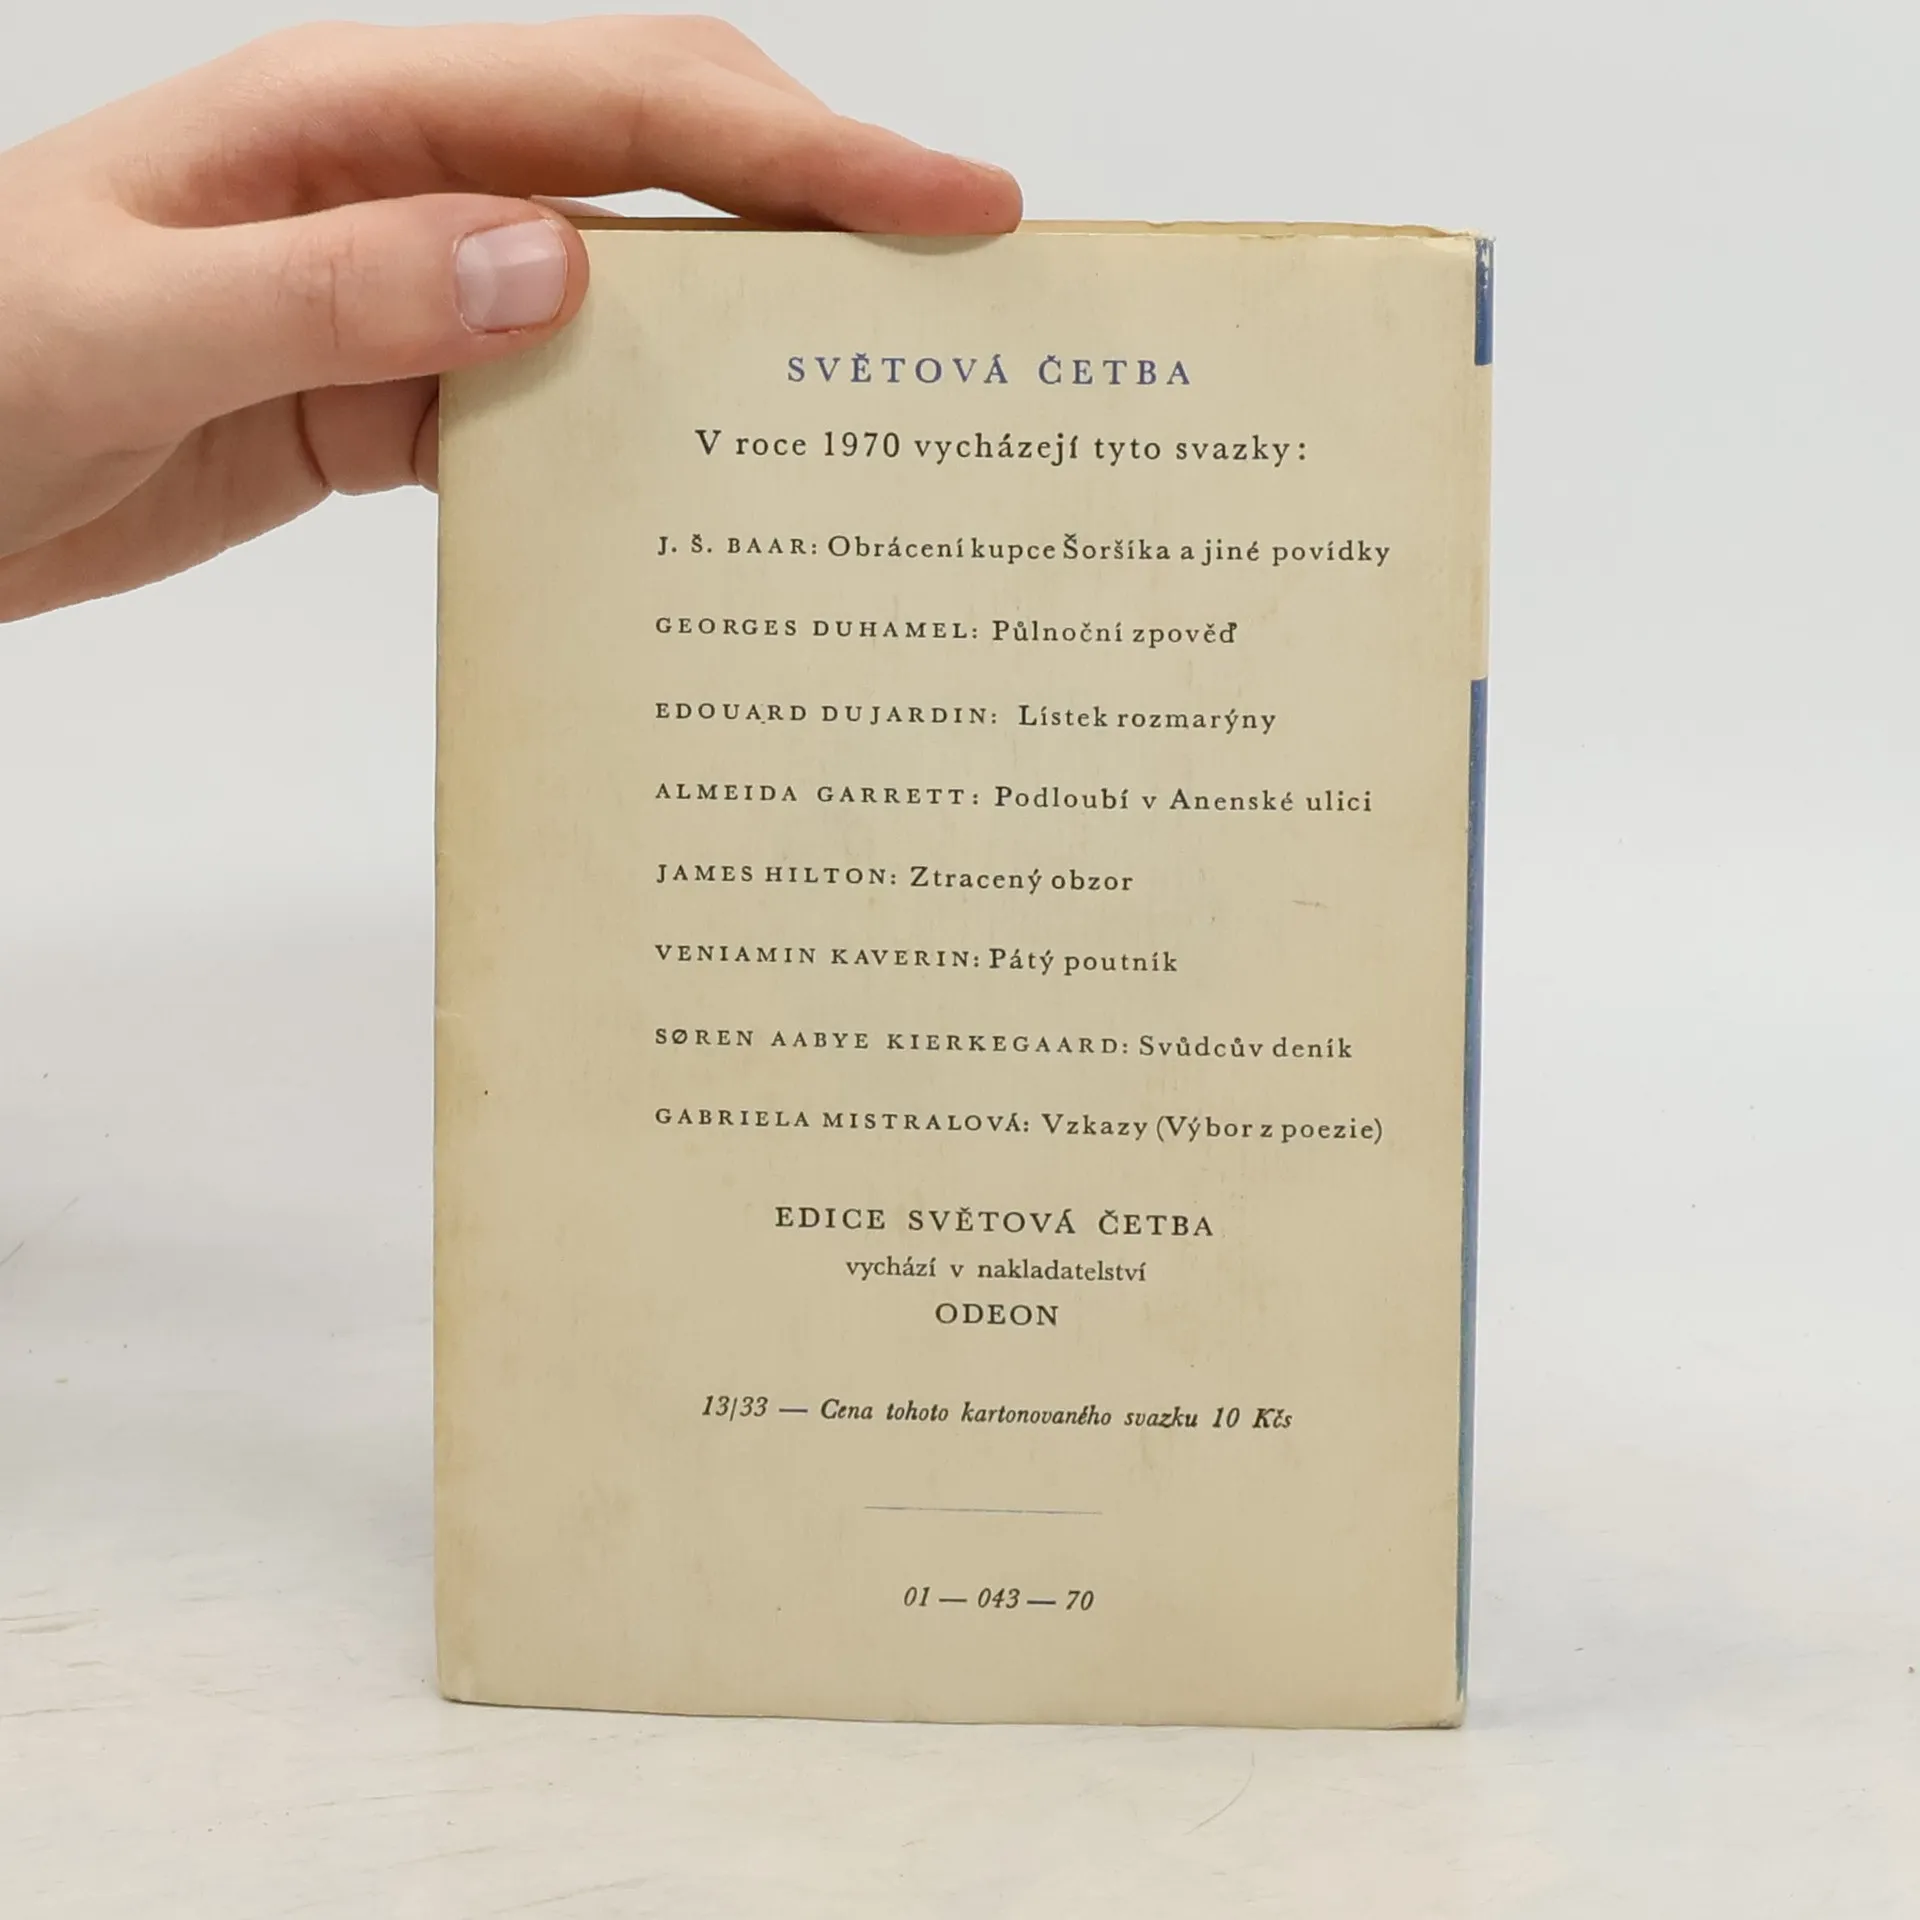 SVĚTOVÁ ČETBA
V roce 1970 vycházejí tyto svazky:
J. Š. BAAR: Obrácení kupce Šoršíka a jiné povídky
GEORGES DUHAMEL: Půlnoční zpověď
EDOUARD DUJARDIN: Lístek rozmarýny
ALMEIDA GARRETT: Podloubí v Anenské ulici
JAMES HILTON: Ztracený obzor
VENIAMIN KAVERIN: Pátý poutník
SØREN AABYE KIERKEGAARD: Svůdcův deník
GABRIELA MISTRALOVÁ: Vzkazy (Výbor z poezie)
EDICE SVĚTOVÁ ČETBA
vychází v nakladatelství
ODEON
13/33 — Cena tohoto kartonovaného svazku 10 Kčs
01 — 043 — 70